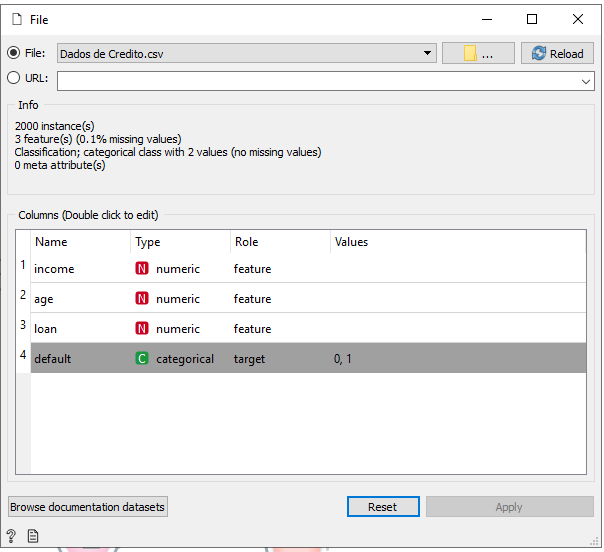 File
File: Dados de Credito.csv ... Reload
URL:
Info
2000 instance(s)
3 feature(s) (0.1% missing values)
Classification; categorical class with 2 values (no missing values)
0 meta attribute(s)
Columns (Double click to edit)
Name Type Role Values
1 income N numeric feature
2 age N numeric feature
3 loan N numeric feature
4 default C categorical target 0, 1
Browse documentation datasets Reset Apply
?